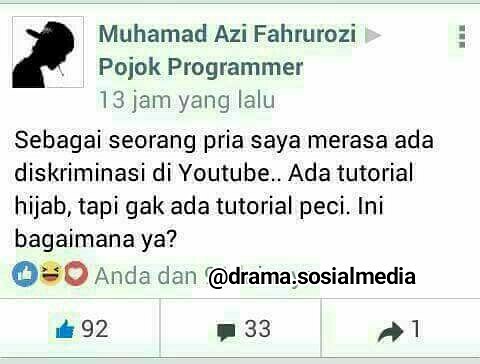 Muhamad Azi Fahrurozi
Pojok Programmer
13 jam yang lalu
Sebagai seorang pria saya merasa ada
diskriminasi di Youtube.. Ada tutorial
hijab, tapi gak ada tutorial peci. Ini
bagaimana ya?
Anda dan @drama.sosialmedia
92 33 1